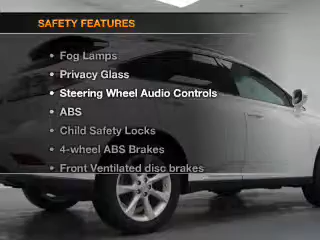 SAFETY FEATURES
• Fog Lamps
• Privacy Glass
• Steering Wheel Audio Controls
• ABS
• Child Safety Locks
• 4-wheel ABS Brakes
• Front Ventilated disc brakes